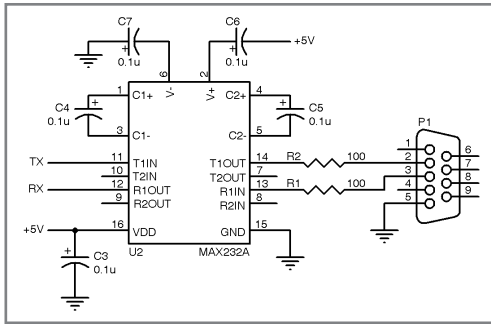 C7
C6
+
0.1u
+
0.1u
+5V
6
2
V-
V+
1
C1+
C2+
4
C4
0.1u
+
+
C5
0.1u
3
C1-
C2-
5
P1
TX
11
T1IN
T1OUT
14
R2
100
10
T2IN
T2OUT
7
RX
12
R1OUT
R1IN
13
R1
100
9
R2OUT
R2IN
8
1
2
3
4
5
6
7
8
9
+5V
16
VDD
GND
15
U2
MAX232A
+
C3
0.1u